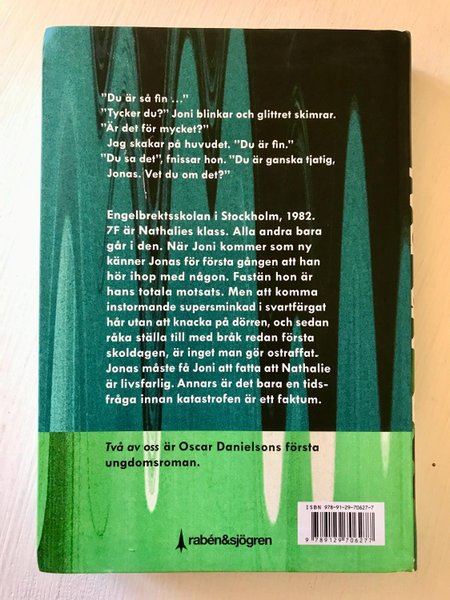 "Du är så fin ..."
"Tycker du?" Joni blinkar och glittret skimrar.
"Är det för mycket?"
Jag skakar på huvudet. "Du är fin."
"Du sa det", fnissar hon. "Du är ganska tjatig,
Jonas. Vet du om det?"
Engelbrektsskolan i Stockholm, 1982.
7F är Nathalies klass. Alla andra bara
går i den. När Joni kommer som ny
känner Jonas för första gången att han
hör ihop med någon. Fastän hon är
hans totala motsats. Men att komma
instormande supersminkad i svartfärgat
hår utan att knacka på dörren, och sedan
råka ställa till med bråk redan första
skoldagen, är inget man gör ostraffat.
Jonas måste få Joni att fatta att Nathalie
är livsfarlig. Annars är det bara en tids-
fråga innan katastrofen är ett faktum.
Två av oss är Oscar Danielsons första
ungdomsroman.
rabén&sjögren
ISBN 978-91-29-70627-7
9 789129 706277